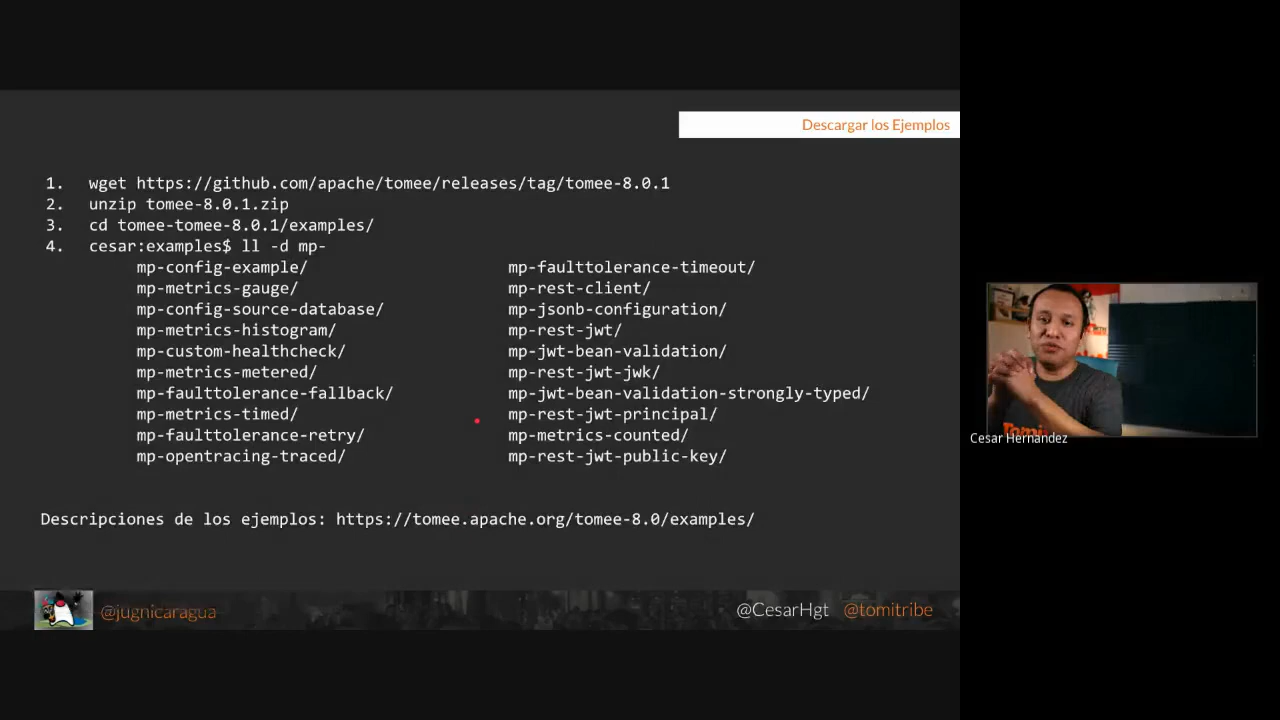 Descargar los Ejemplos
1. wget https://github.com/apache/tomee/releases/tag/tomee-8.0.1
2. unzip tomee-8.0.1.zip
3. cd tomee-tomee-8.0.1/examples/
4. cesar:examples$ ll -d mp-
mp-config-example/
mp-metrics-gauge/
mp-config-source-database/
mp-metrics-histogram/
mp-custom-healthcheck/
mp-metrics-metered/
mp-faulttolerance-fallback/
mp-metrics-timed/
mp-faulttolerance-retry/
mp-opentracing-traced/
mp-faulttolerance-timeout/
mp-rest-client/
mp-jsonb-configuration/
mp-rest-jwt/
mp-jwt-bean-validation/
mp-rest-jwt-jwk/
mp-jwt-bean-validation-strongly-typed/
mp-rest-jwt-principal/
mp-metrics-counted/
mp-rest-jwt-public-key/
Descripciones de los ejemplos: https://tomee.apache.org/tomee-8.0/examples/
@jugnicaragua
@CesarHgt @tomitribe
Cesar Hernandez